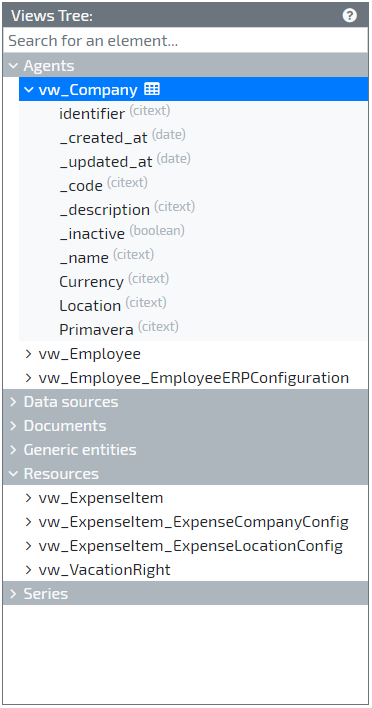 Views Tree:
Search for an element...
Agents
vw_Company
identifier (citext)
_created_at (date)
_updated_at (date)
_code (citext)
_description (citext)
_inactive (boolean)
_name (citext)
Currency (citext)
Location (citext)
Primavera (citext)
vw_Employee
vw_Employee_EmployeeERPConfiguration
Data sources
Documents
Generic entities
Resources
vw_ExpenseItem
vw_ExpenseItem_ExpenseCompanyConfig
vw_ExpenseItem_ExpenseLocationConfig
vw_VacationRight
Series